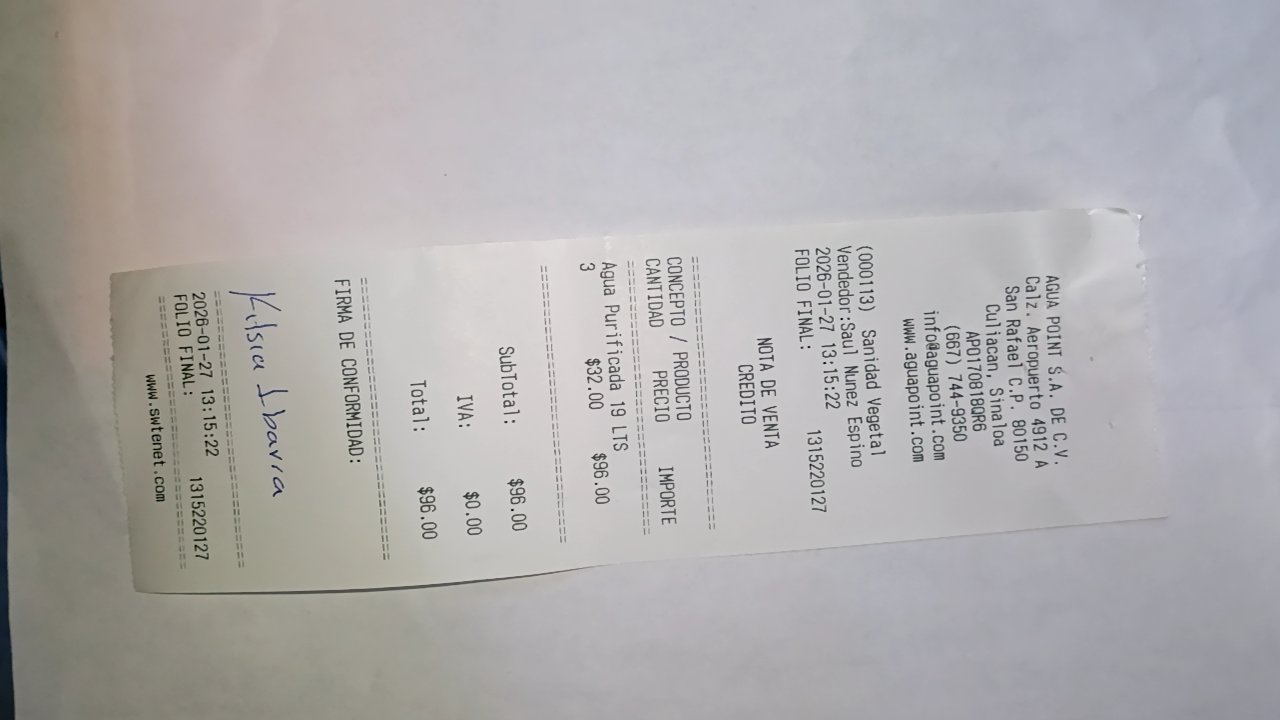 AGUA POINT S.A. DE C.V.
Calz. Aeropuerto 4912 A
San Rafael C.P. 80150
Culiacan, Sinaloa
APO170818QR6
(667) 744-9350
info@aguapoint.com
www.aguapoint.com
(000113) Sanidad Vegetal
Vendedor:Saul Nunez Espino
2026-01-27 13:15:22
FOLIO FINAL: 1315220127
NOTA DE VENTA
CREDITO
==============================
CONCEPTO / PRODUCTO
CANTIDAD PRECIO IMPORTE
==============================
Agua Purificada 19 LTS
3 $32.00 $96.00
==============================
SubTotal: $96.00
IVA: $0.00
Total: $96.00
==============================
FIRMA DE CONFORMIDAD:
Ibarra
==============================
2026-01-27 13:15:22
FOLIO FINAL: 1315220127
==============================
www.swtenet.com